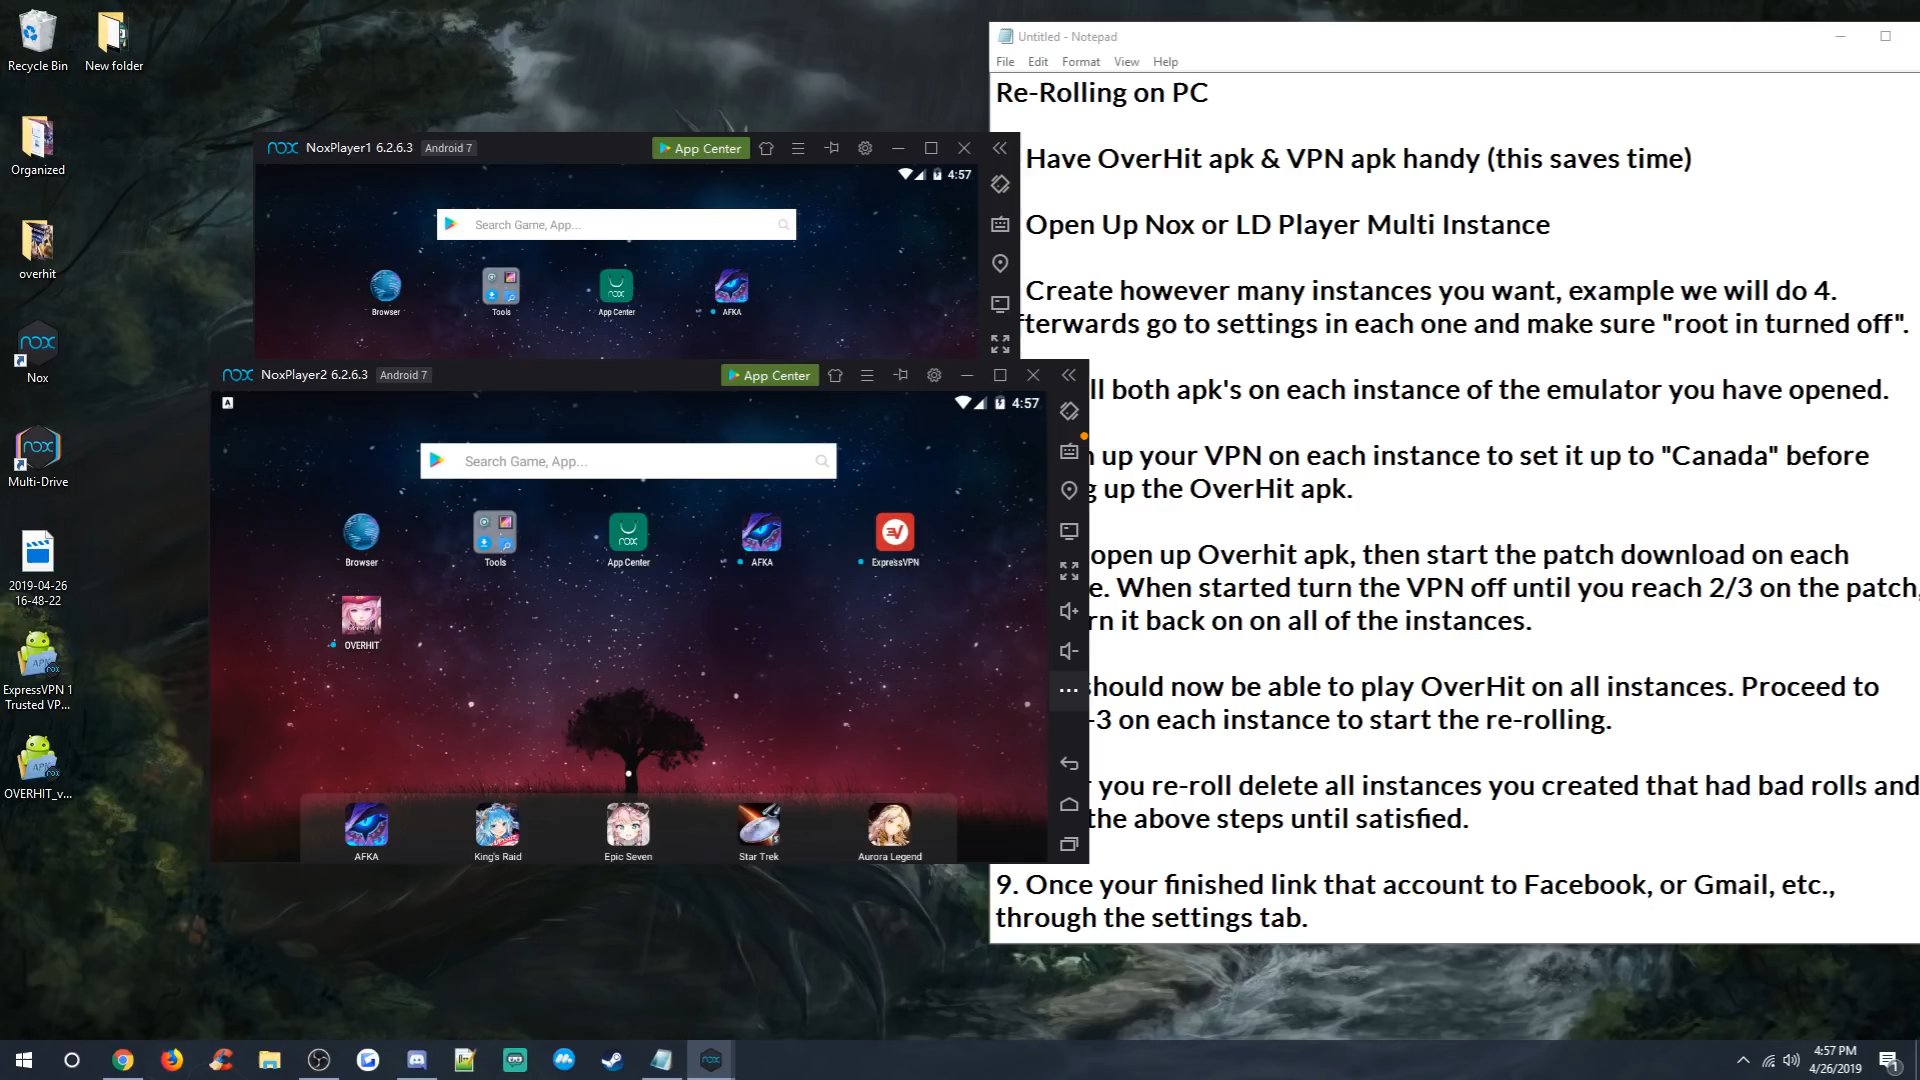 Recycle Bin
New folder
Organized
overhit
Nox
Multi-Drive
2019-04-26
16-48-22
ExpressVPN 1
Trusted VP...
OVERHIT_v...
nox NoxPlayer1 6.2.6.3 Android 7 App Center
4:57
Search Game, App...
Browser Tools App Center AFKA
nox NoxPlayer2 6.2.6.3 Android 7 App Center
A 4:57
Search Game, App...
Browser Tools App Center AFKA ExpressVPN
OVERHIT
AFKA King's Raid Epic Seven Star Trek Aurora Legend
Untitled - Notepad
File Edit Format View Help
Re-Rolling on PC
Have OverHit apk & VPN apk handy (this saves time)
Open Up Nox or LD Player Multi Instance
Create however many instances you want, example we will do 4.
fterwards go to settings in each one and make sure "root in turned off".
ll both apk's on each instance of the emulator you have opened.
up your VPN on each instance to set it up to "Canada" before
g up the OverHit apk.
open up Overhit apk, then start the patch download on each
e. When started turn the VPN off until you reach 2/3 on the patch,
rn it back on on all of the instances.
should now be able to play OverHit on all instances. Proceed to
-3 on each instance to start the re-rolling.
you re-roll delete all instances you created that had bad rolls and
the above steps until satisfied.
9. Once your finished link that account to Facebook, or Gmail, etc.,
through the settings tab.
4:57 PM
4/26/2019
1